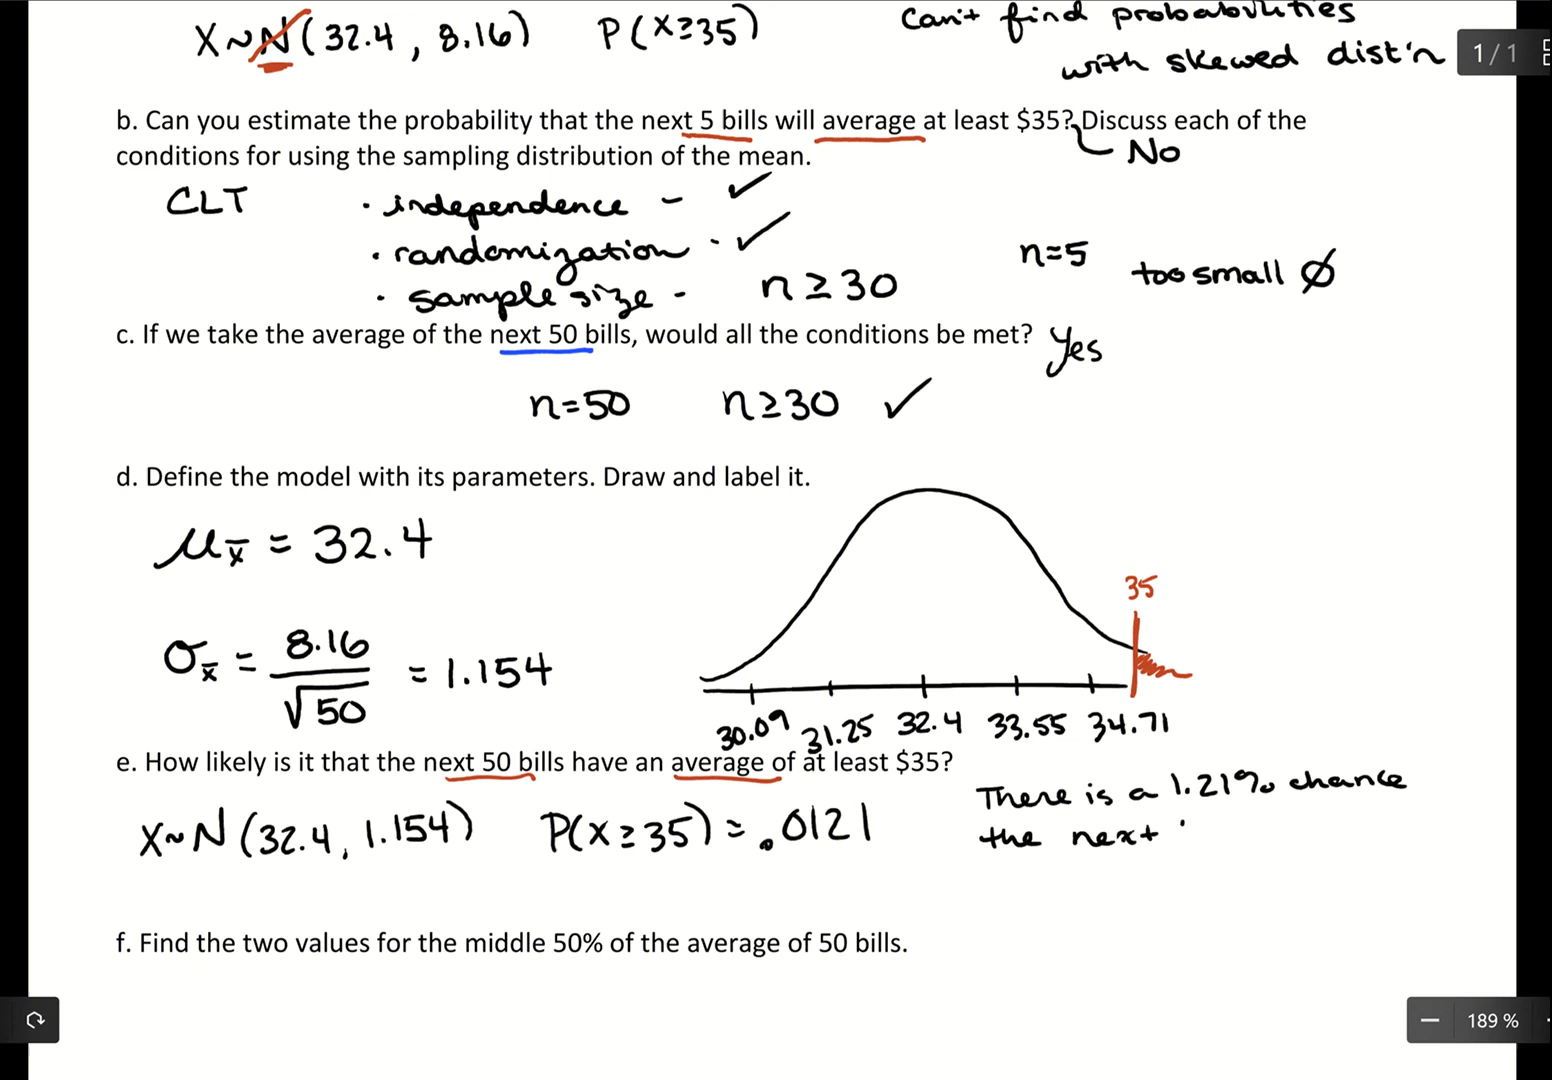 X~N(32.4, 8.16) P(X≥35) Can't find probabilities
with skewed dist'n
1 / 1
b. Can you estimate the probability that the next 5 bills will average at least $35? Discuss each of the
conditions for using the sampling distribution of the mean.
No
CLT · independence - ✓
· randomization - ✓
· sample size - n ≥ 30 n=5 too small ∅
c. If we take the average of the next 50 bills, would all the conditions be met? Yes
n=50 n≥30 ✓
d. Define the model with its parameters. Draw and label it.
μx̄ = 32.4
35
σx̄ = 8.16/√50 = 1.154
30.09 31.25 32.4 33.55 34.71
e. How likely is it that the next 50 bills have an average of at least $35?
X~N(32.4, 1.154) P(X≥35) = .0121
There is a 1.21% chance
the next
f. Find the two values for the middle 50% of the average of 50 bills.
189 %